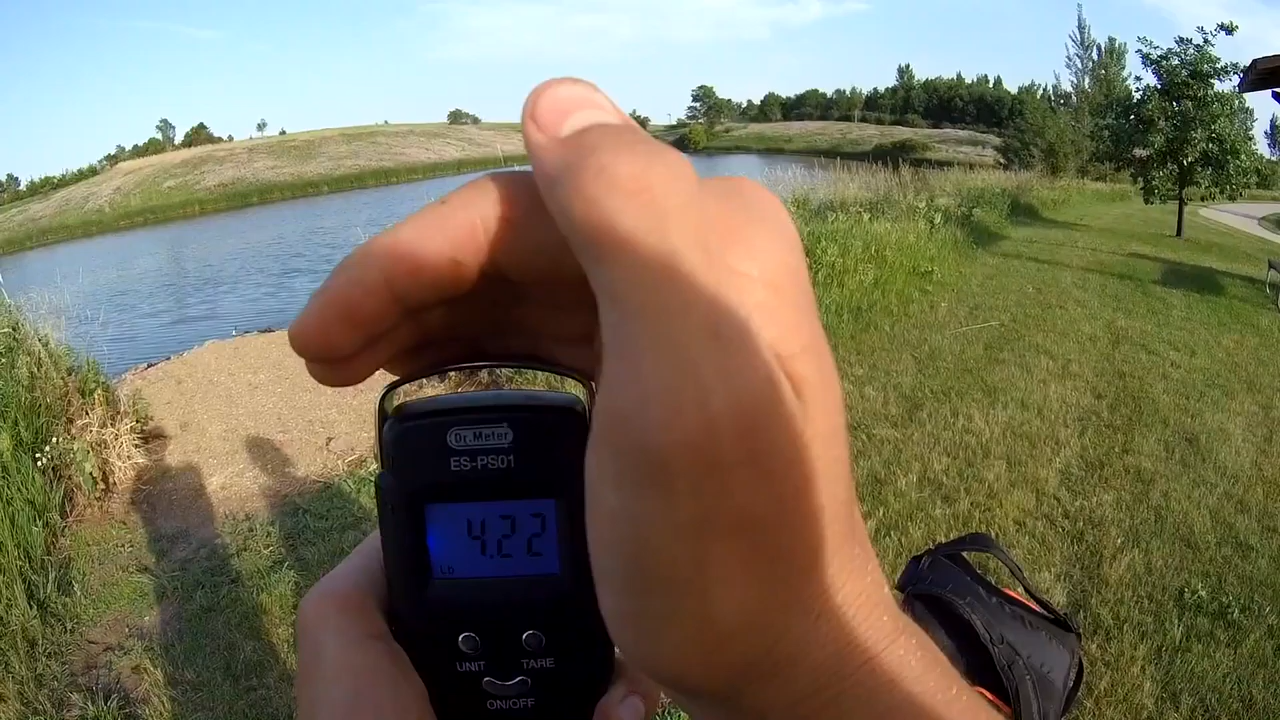 Dr.Meter
ES-PS01
4.22
Lb
UNIT TARE
ON/OFF